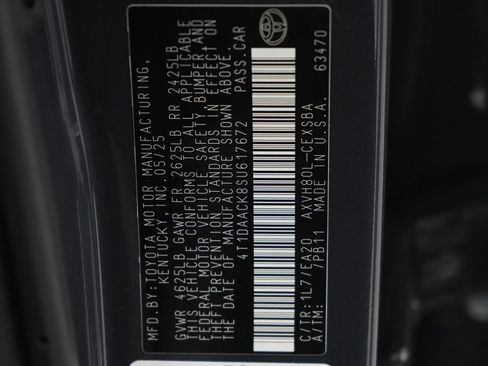 MFD.BY:TOYOTA MOTOR MANUFACTURING,
KENTUCKY, INC. 05/25
GVWR 4625LB GAWR FR 2625LB RR 2425LB
THIS VEHICLE CONFORMS TO ALL APPLICABLE
FEDERAL MOTOR VEHICLE SAFETY, BUMPER, AND
THEFT PREVENTION STANDARDS IN EFFECT ON
THE DATE OF MANUFACTURE SHOWN ABOVE.
4T1DAACK8SU617672 PASS.CAR
C/TR:1L7/EA20 AXVH80L-CEXSBA
A/TM: /PB11 MADE IN U.S.A.
63470